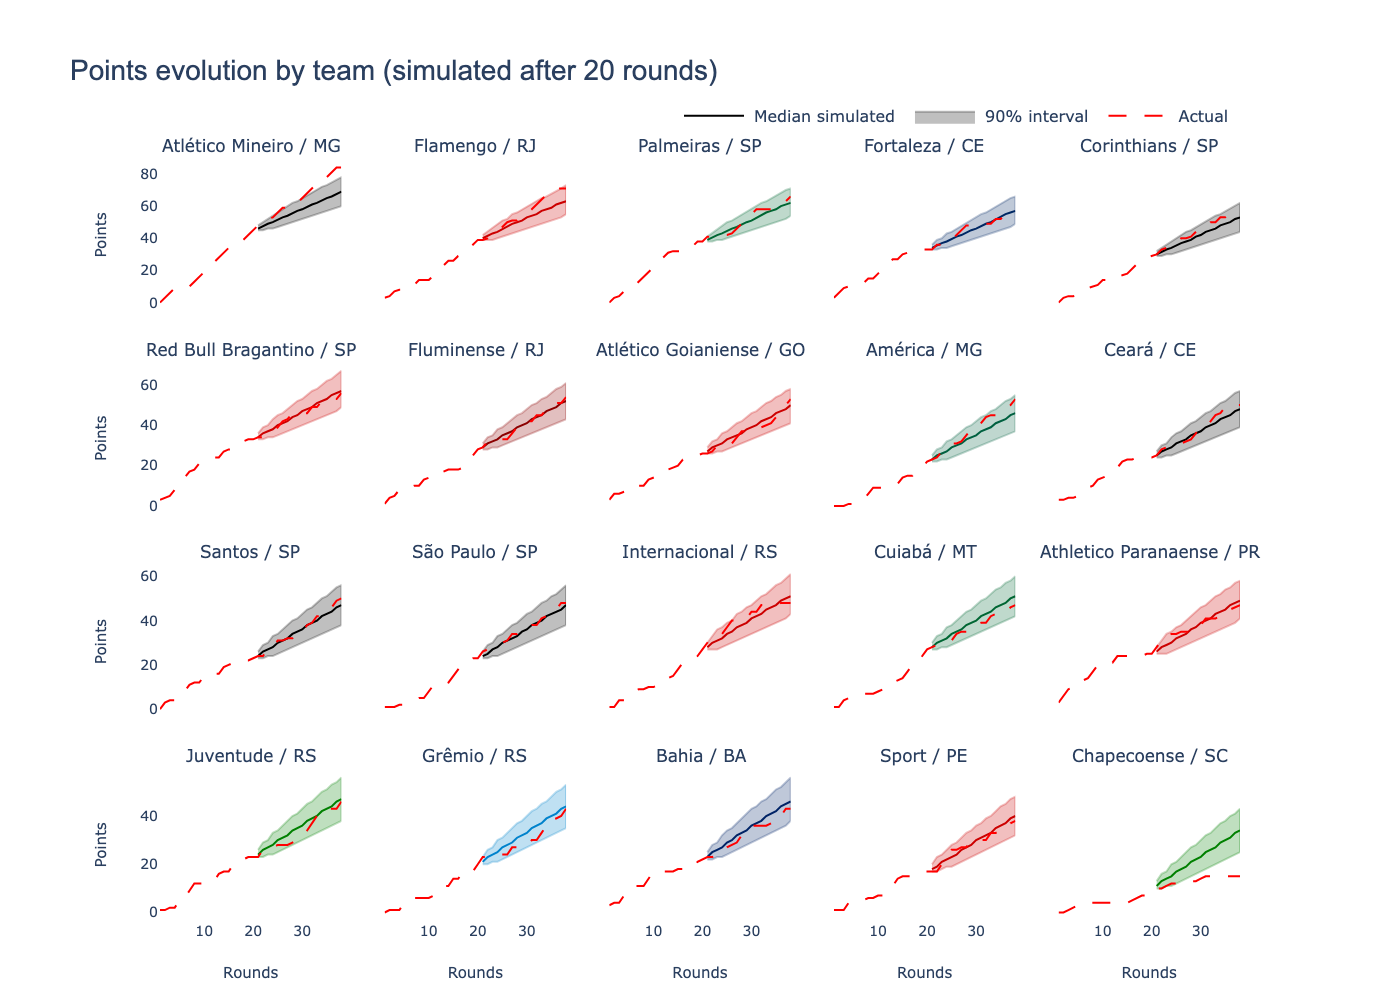 Points evolution by team (simulated after 20 rounds)
Median simulated 90% interval Actual
Atlético Mineiro / MG Flamengo / RJ Palmeiras / SP Fortaleza / CE Corinthians / SP
80
60
40
20
0
Points
Red Bull Bragantino / SP Fluminense / RJ Atlético Goianiense / GO América / MG Ceará / CE
60
40
20
0
Points
Santos / SP São Paulo / SP Internacional / RS Cuiabá / MT Athletico Paranaense / PR
60
40
20
0
Points
Juventude / RS Grêmio / RS Bahia / BA Sport / PE Chapecoense / SC
40
20
0
Points
10 20 30 10 20 30 10 20 30 10 20 30 10 20 30
Rounds Rounds Rounds Rounds Rounds